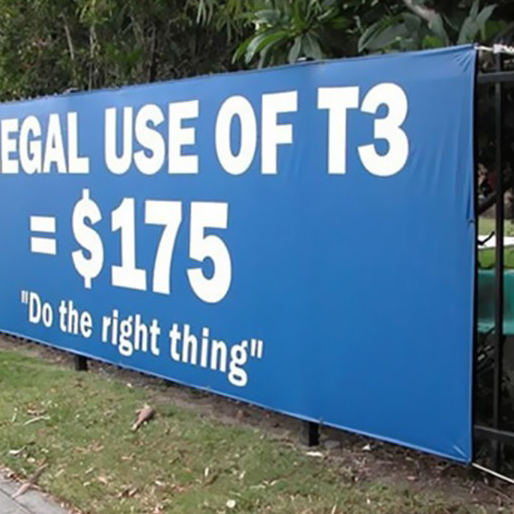 EGAL USE OF T3
= $175
"Do the right thing"